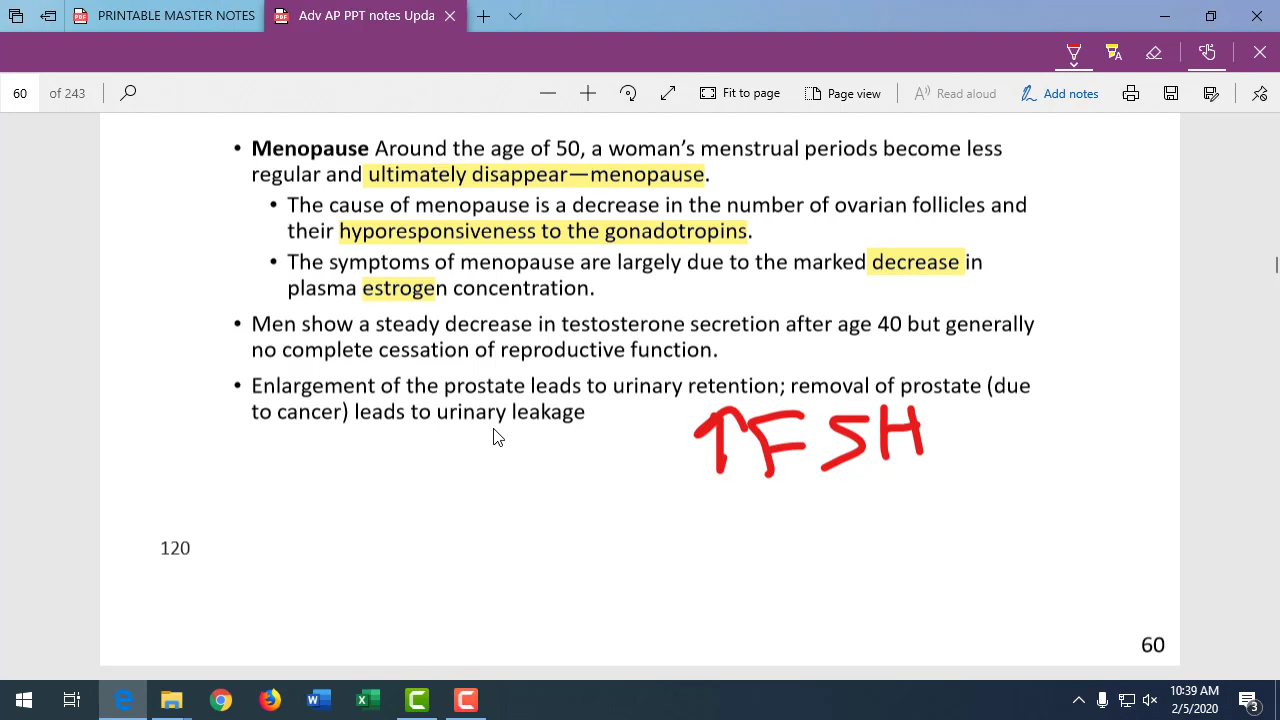 PRINTABLE MASTER NOTES
Adv AP PPT notes Upda
60 of 243
Fit to page
Page view
Read aloud
Add notes
• Menopause Around the age of 50, a woman's menstrual periods become less
regular and ultimately disappear—menopause.
• The cause of menopause is a decrease in the number of ovarian follicles and
their hyporesponsiveness to the gonadotropins.
• The symptoms of menopause are largely due to the marked decrease in
plasma estrogen concentration.
• Men show a steady decrease in testosterone secretion after age 40 but generally
no complete cessation of reproductive function.
• Enlargement of the prostate leads to urinary retention; removal of prostate (due
to cancer) leads to urinary leakage
↑FSH
120
60
10:39 AM
2/5/2020
3